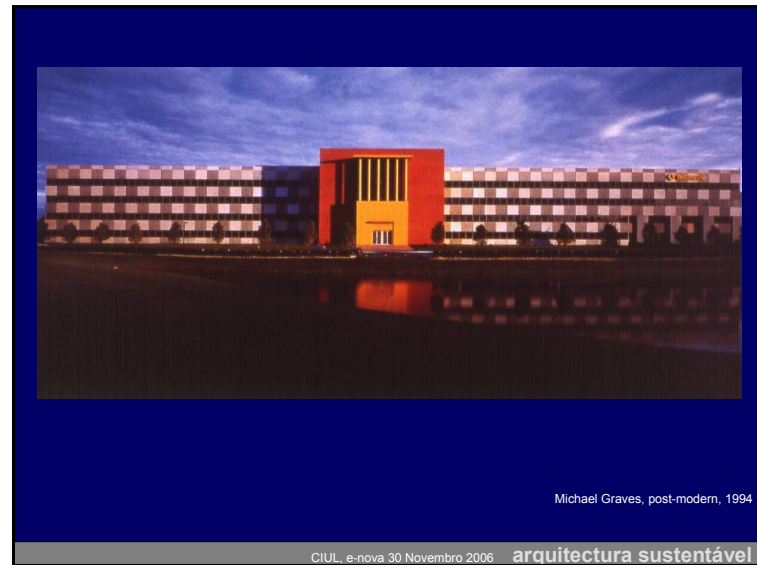 Michael Graves, post-modern, 1994
CIUL, e-nova 30 Novembro 2006 arquitectura sustentável